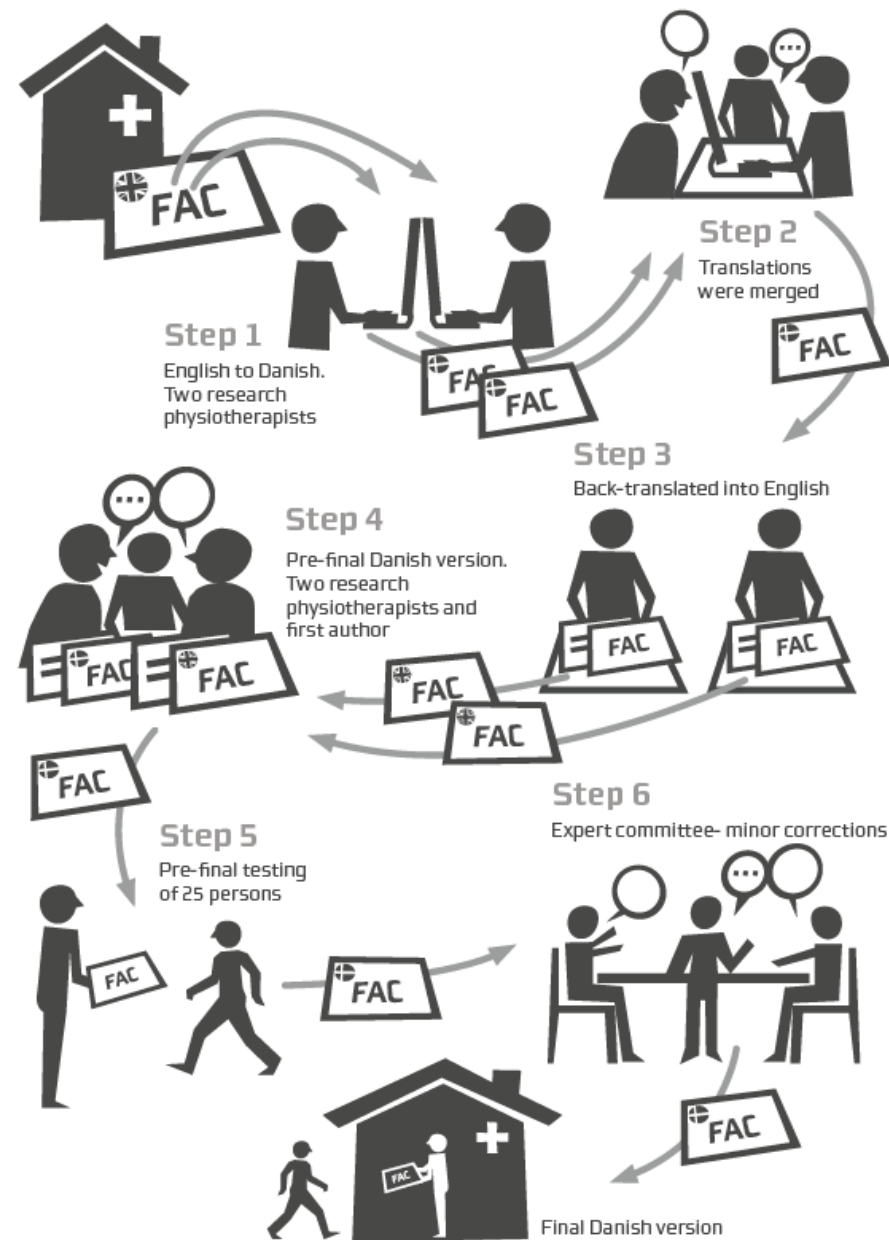 FAC
Step 1
English to Danish.
Two research
physiotherapists
FAC
FAC
Step 2
Translations
were merged
FAC
Step 3
Back-translated into English
FAC
FAC
FAC
FAC
Step 4
Pre-final Danish version.
Two research
physiotherapists and
first author
FAC
FAC
FAC
Step 5
Pre-final testing
of 25 persons
FAC
FAC
Step 6
Expert committee- minor corrections
FAC
FAC
Final Danish version